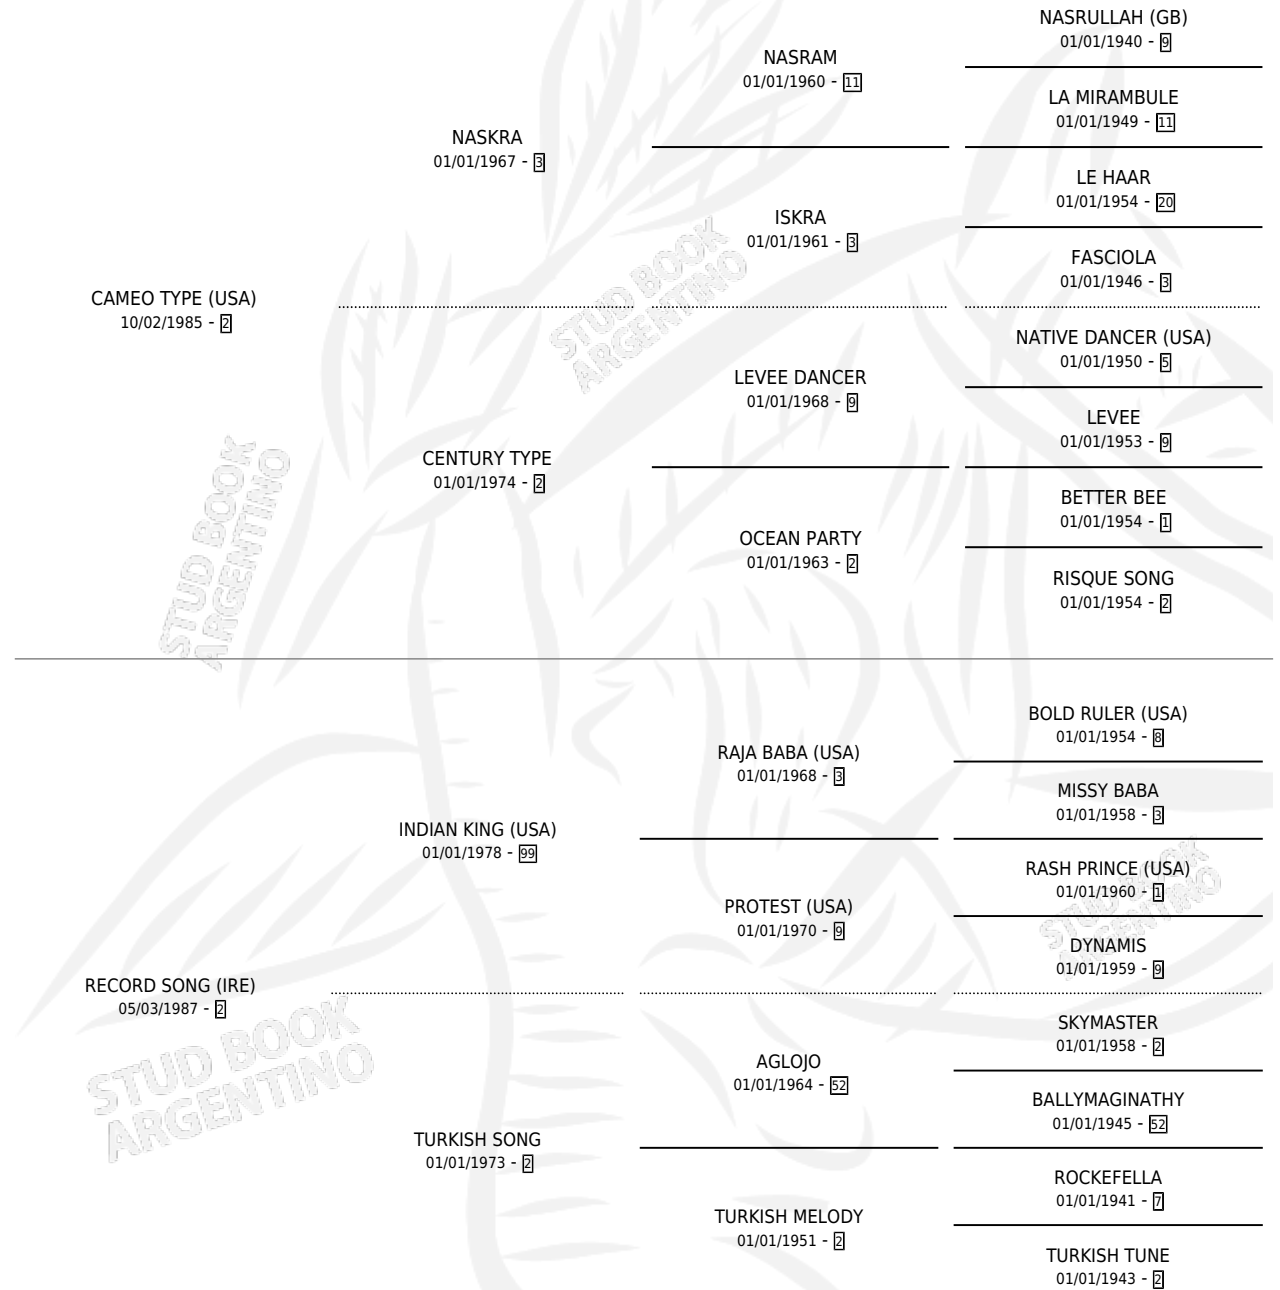 NASRULLAH (GB)
01/01/1940 - 9
NASRAM
01/01/1960 - 11
LA MIRAMBULE
01/01/1949 - 11
NASKRA
01/01/1967 - 3
LE HAAR
01/01/1954 - 20
ISKRA
01/01/1961 - 3
FASCIOLA
01/01/1946 - 3
CAMEO TYPE (USA)
10/02/1985 - 2
NATIVE DANCER (USA)
01/01/1950 - 5
LEVEE DANCER
01/01/1968 - 9
LEVEE
01/01/1953 - 9
CENTURY TYPE
01/01/1974 - 2
BETTER BEE
01/01/1954 - 1
OCEAN PARTY
01/01/1963 - 2
RISQUE SONG
01/01/1954 - 2
STUD BOOK
ARGENTINO
STUD BOOK
ARGENTINO
BOLD RULER (USA)
01/01/1954 - 8
RAJA BABA (USA)
01/01/1968 - 3
MISSY BABA
01/01/1958 - 3
INDIAN KING (USA)
01/01/1978 - 99
RASH PRINCE (USA)
01/01/1960 - 1
PROTEST (USA)
01/01/1970 - 9
DYNAMIS
01/01/1959 - 9
STUD BOOK
ARGENTINO
RECORD SONG (IRE)
05/03/1987 - 2
SKYMASTER
01/01/1958 - 2
AGLOJO
01/01/1964 - 52
BALLYMAGINATHY
01/01/1945 - 52
STUD BOOK
ARGENTINO
TURKISH SONG
01/01/1973 - 2
ROCKEFELLA
01/01/1941 - 7
TURKISH MELODY
01/01/1951 - 2
TURKISH TUNE
01/01/1943 - 2